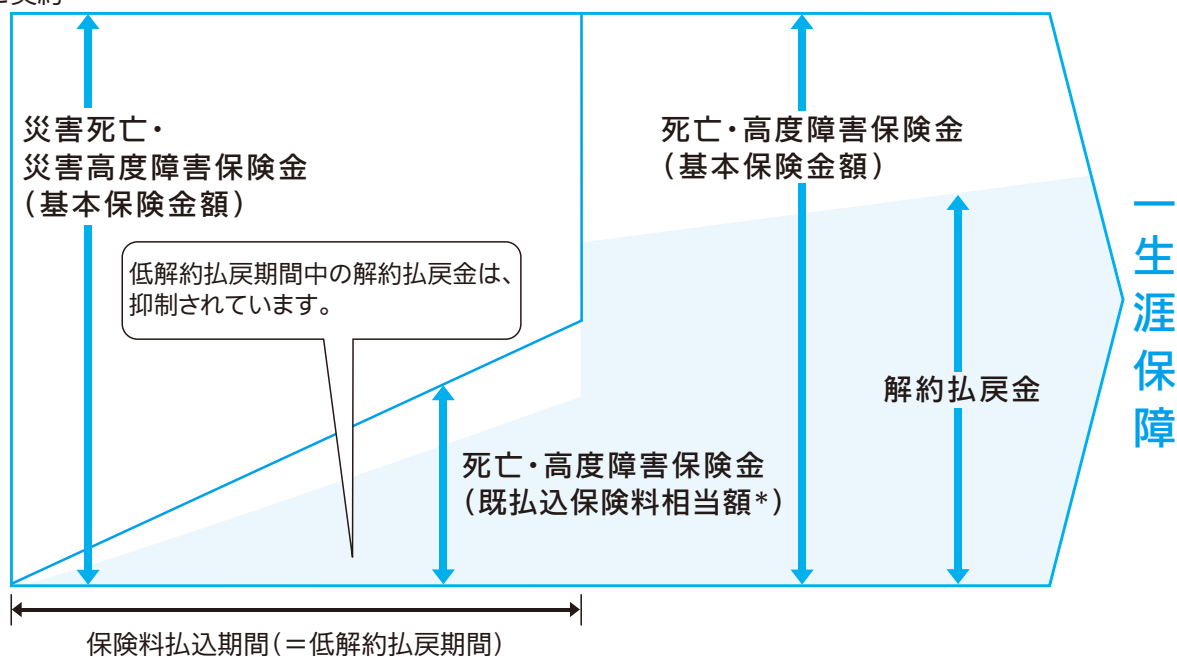 災害死亡・
災害高度障害保険金
（基本保険金額）
死亡・高度障害保険金
（基本保険金額）
低解約払戻期間中の解約払戻金は、
抑制されています。
解約払戻金
死亡・高度障害保険金
（既払込保険料相当額*）
一生涯保障
保険料払込期間（＝低解約払戻期間）